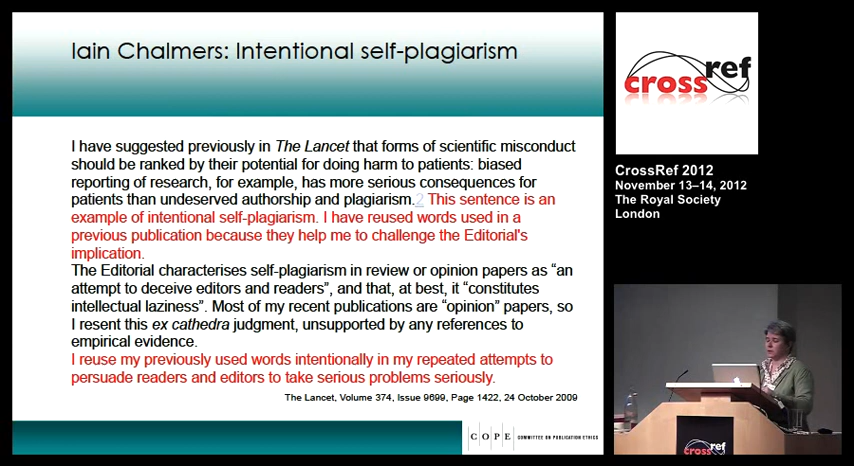 Iain Chalmers: Intentional self-plagiarism
I have suggested previously in The Lancet that forms of scientific misconduct
should be ranked by their potential for doing harm to patients: biased
reporting of research, for example, has more serious consequences for
patients than undeserved authorship and plagiarism.2 This sentence is an
example of intentional self-plagiarism. I have reused words used in a
previous publication because they help me to challenge the Editorial's
implication.
The Editorial characterises self-plagiarism in review or opinion papers as “an
attempt to deceive editors and readers”, and that, at best, it “constitutes
intellectual laziness”. Most of my recent publications are “opinion” papers, so
I resent this ex cathedra judgment, unsupported by any references to
empirical evidence.
I reuse my previously used words intentionally in my repeated attempts to
persuade readers and editors to take serious problems seriously.
The Lancet, Volume 374, Issue 9699, Page 1422, 24 October 2009
C O P E COMMITTEE ON PUBLICATION ETHICS
crossref
CrossRef 2012
November 13–14, 2012
The Royal Society
London
crossref